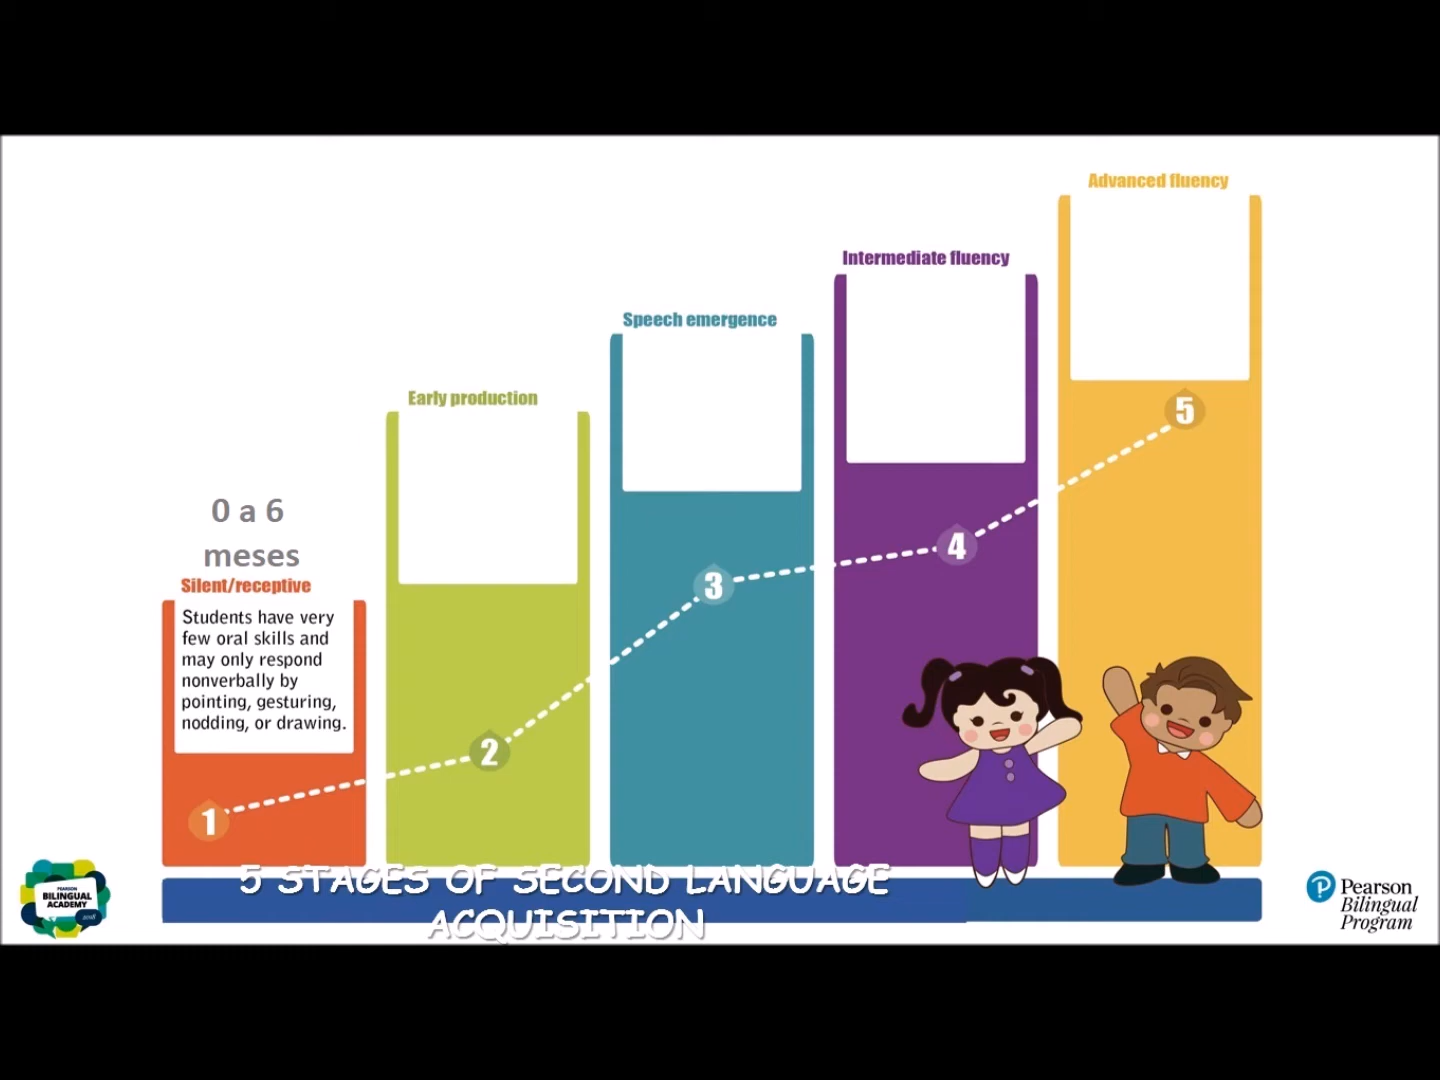 Advanced fluency
Intermediate fluency
Speech emergence
Early production
0 a 6
meses
Silent/receptive
Students have very
few oral skills and
may only respond
nonverbally by
pointing, gesturing,
nodding, or drawing.
1
2
3
4
5
5 STAGES OF SECOND LANGUAGE
ACQUISITION
PEARSON
BILINGUAL
ACADEMY
2018
Pearson
Bilingual
Program